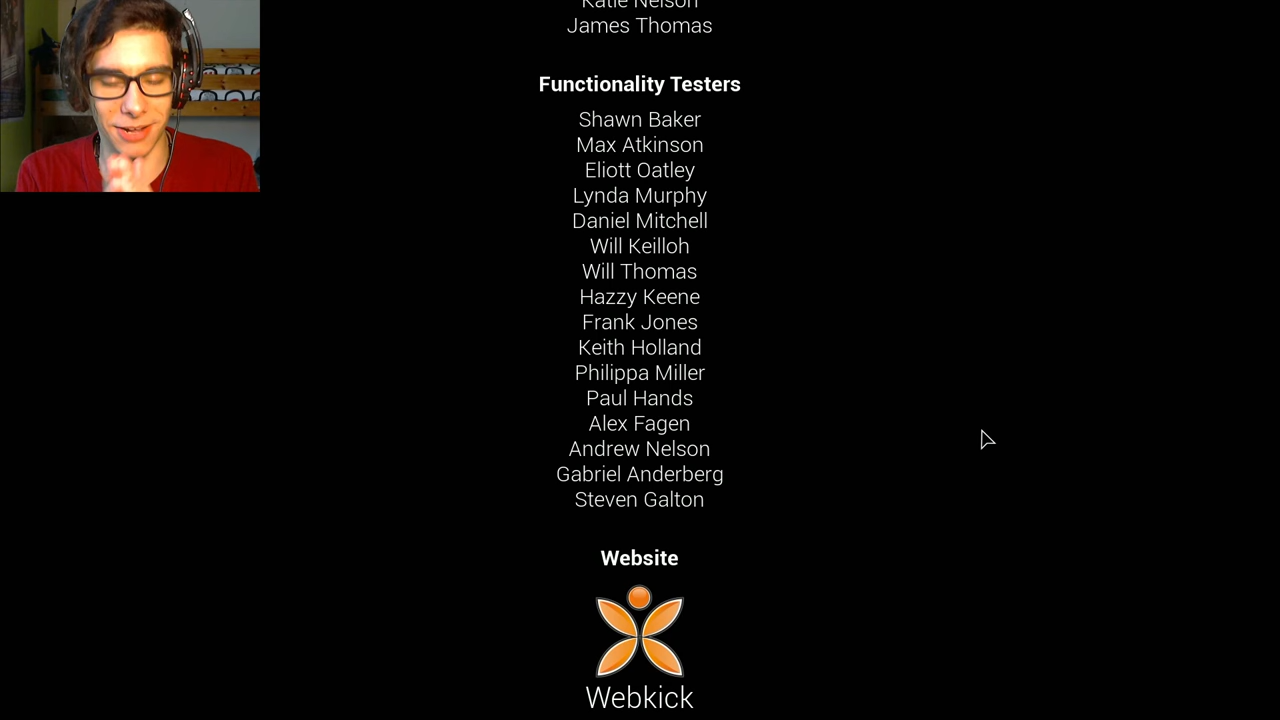 Katie Nelson
James Thomas
Functionality Testers
Shawn Baker
Max Atkinson
Eliott Oatley
Lynda Murphy
Daniel Mitchell
Will Keilloh
Will Thomas
Hazzy Keene
Frank Jones
Keith Holland
Philippa Miller
Paul Hands
Alex Fagen
Andrew Nelson
Gabriel Anderberg
Steven Galton
Website
Webkick